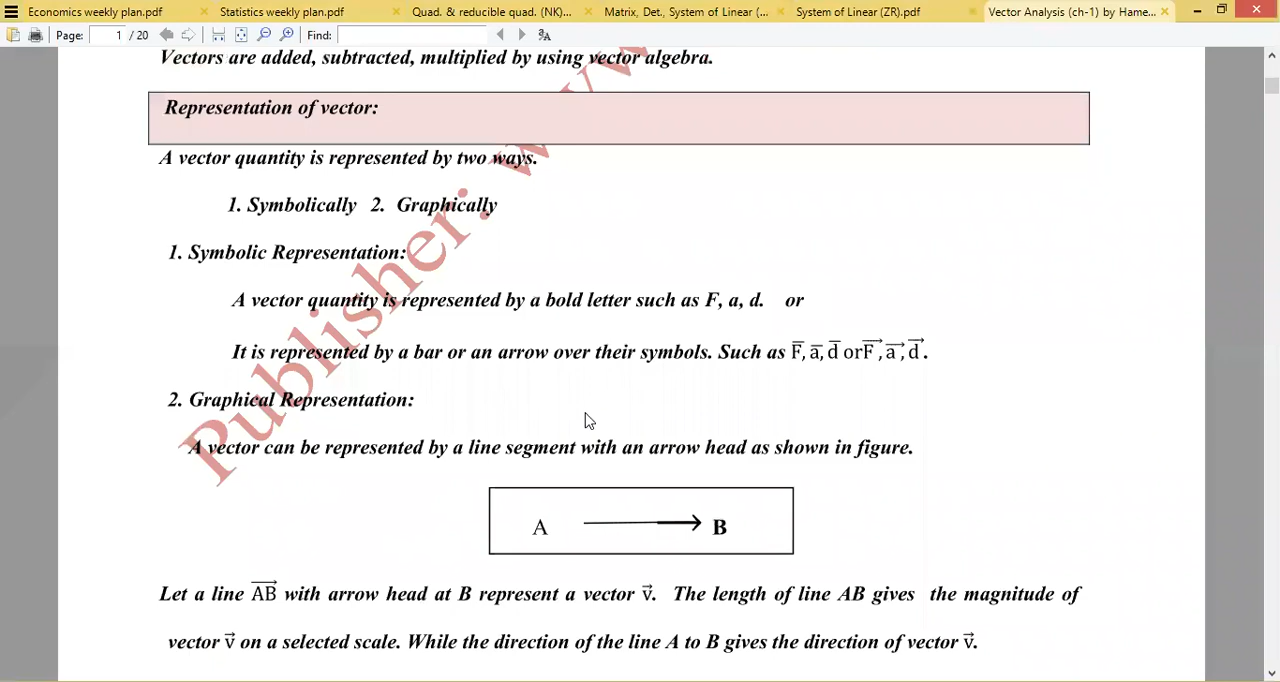 Economics weekly plan.pdf × Statistics weekly plan.pdf × Quad. & reducible quad. (NK)... × Matrix, Det., System of Linear (... × System of Linear (ZR).pdf × Vector Analysis (ch-1) by Hame... ×
Page: 1 / 20 Find:
Vectors are added, subtracted, multiplied by using vector algebra.
Representation of vector:
A vector quantity is represented by two ways.
1. Symbolically 2. Graphically
1. Symbolic Representation:
A vector quantity is represented by a bold letter such as F, a, d. or
It is represented by a bar or an arrow over their symbols. Such as F̅, a̅, d̅ orF⃗, a⃗, d⃗.
2. Graphical Representation:
A vector can be represented by a line segment with an arrow head as shown in figure.
A B
Let a line A͞B⃗ with arrow head at B represent a vector v⃗. The length of line AB gives the magnitude of
vector v⃗ on a selected scale. While the direction of the line A to B gives the direction of vector v⃗.
Publisher: www